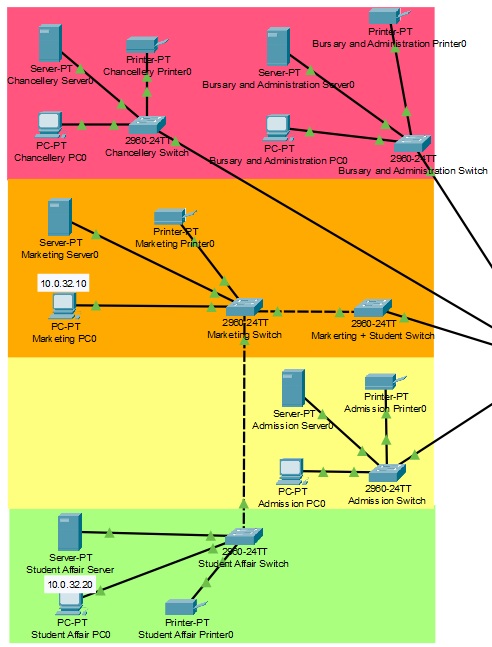 Printer-PT
Bursary and Administration Printer0
Server-PT
Chancellery Server0
Printer-PT
Chancellery Printer0
Server-PT
Bursary and Administration Server0
PC-PT
Chancellery PC0
2960-24TT
Chancellery Switch
PC-PT
Bursary and Administration PC0
2960-24TT
Bursary and Administration Switch
Server-PT
Marketing Server0
Printer-PT
Marketing Printer0
10.0.32.10
PC-PT
Marketing PC0
2960-24TT
Marketing Switch
2960-24TT
Markerting + Student Switch
Server-PT
Admission Server0
Printer-PT
Admission Printer0
PC-PT
Admission PC0
2960-24TT
Admission Switch
Server-PT
Student Affair Server
2960-24TT
Student Affair Switch
10.0.32.20
PC-PT
Student Affair PC0
Printer-PT
Student Affair Printer0